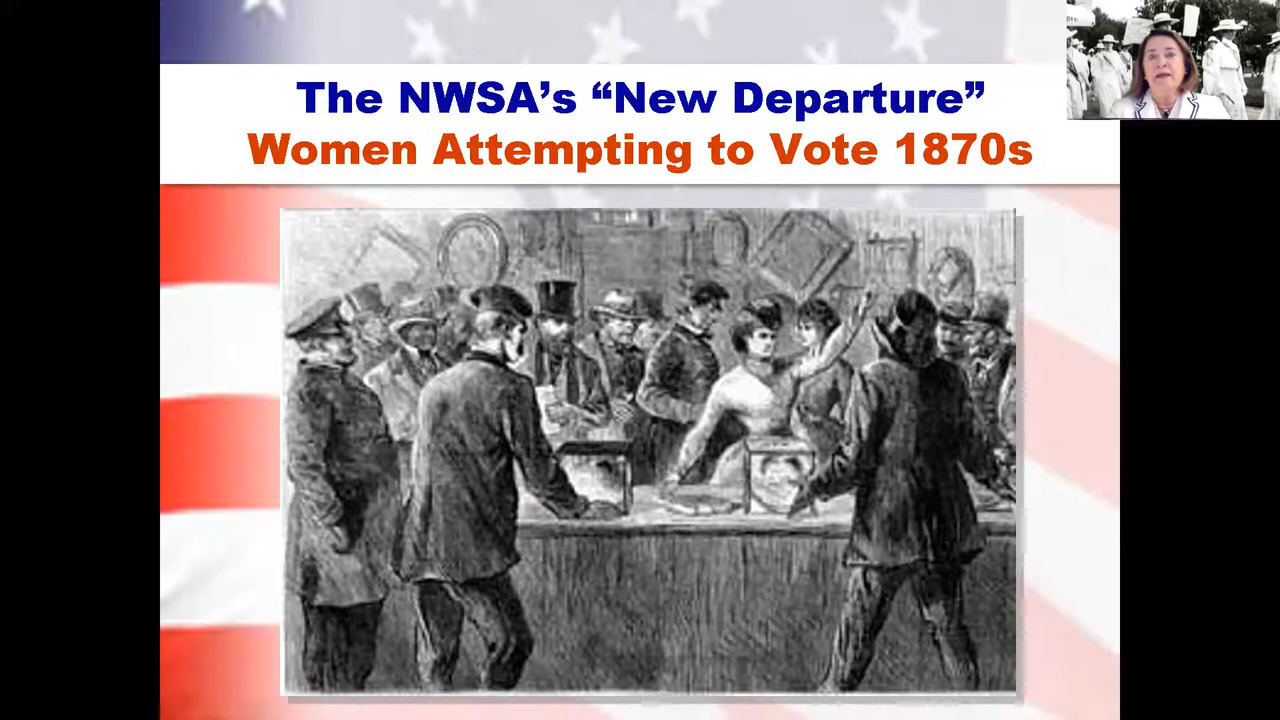 The NWSA's “New Departure”
Women Attempting to Vote 1870s